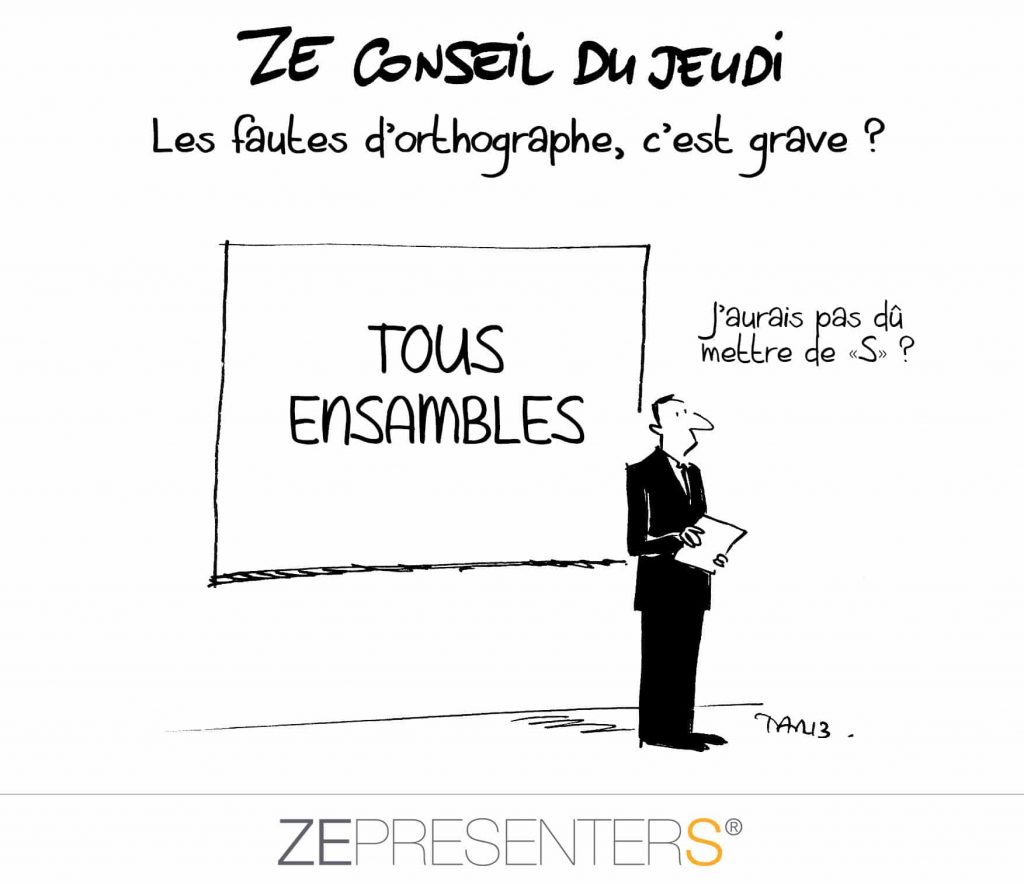 ZE CONSEIL DU JEUDI
Les fautes d'orthographe, c'est grave ?
TOUS
ENSAMBLES
J'aurais pas dû
mettre de «S» ?
ZEPRESENTERS®